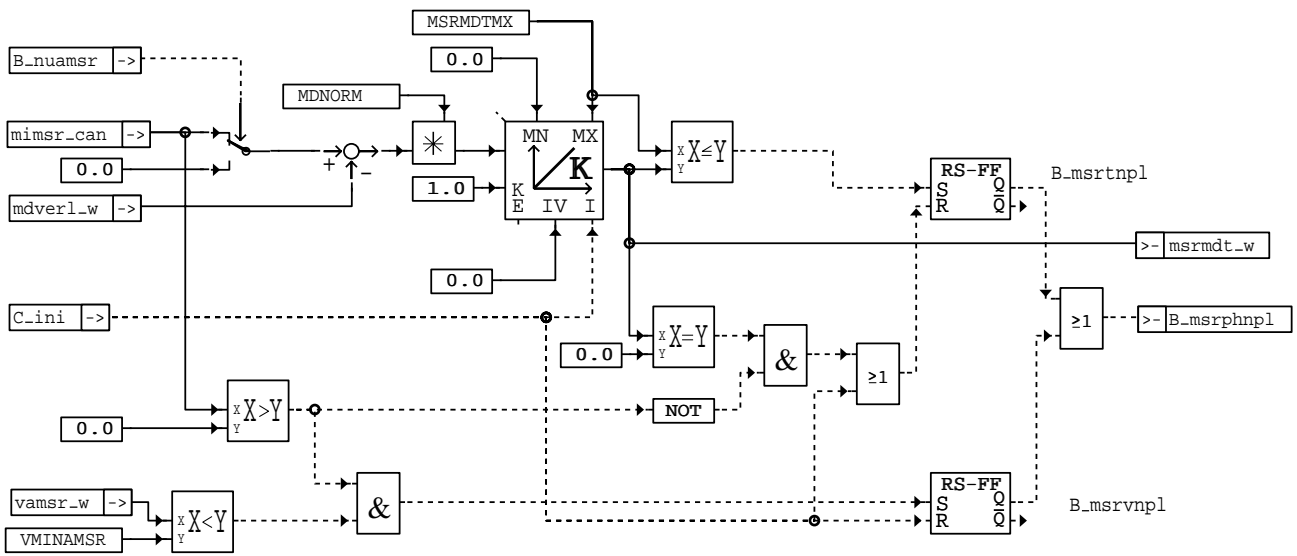 MSRMDTMX
0.0
B_nuamsr ->
MDNORM
mimsr_can ->
+
−
*
MN MX
K
K
E IV I
x X≤Y
y
0.0
1.0
RS-FF
S Q
R Q̅
B_msrtnpl
mdverl_w ->
>- msrmdt_w
0.0
C_ini ->
x X=Y
y
0.0
&
≥1
≥1
>- B_msrphnpl
x X>Y
y
0.0
NOT
vamsr_w ->
x X<Y
y
VMINAMSR
&
RS-FF
S Q
R Q̅
B_msrvnpl